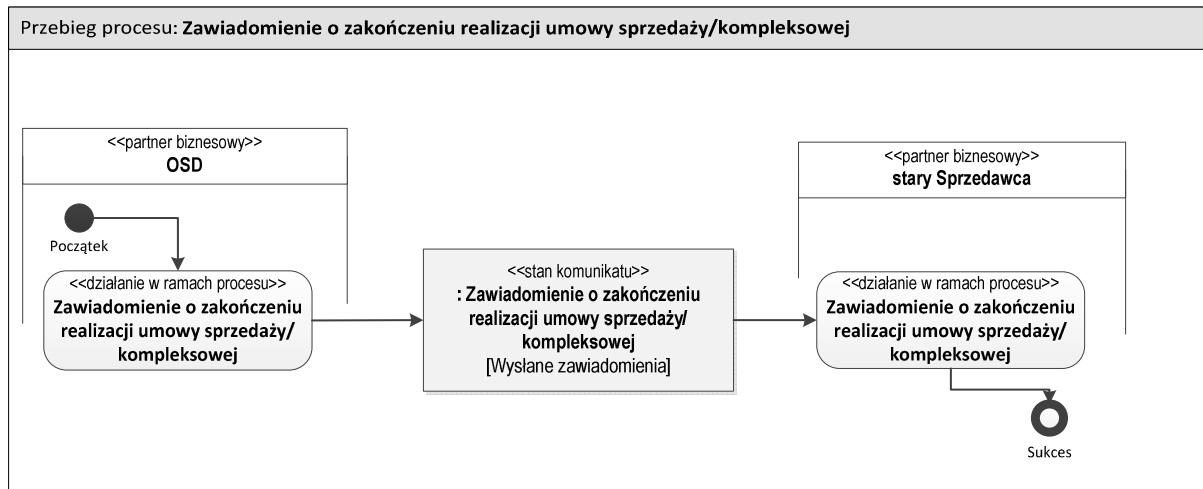 Przebieg procesu: Zawiadomienie o zakończeniu realizacji umowy sprzedaży/kompleksowej
<<partner biznesowy>>
OSD
Początek
<<działanie w ramach procesu>>
Zawiadomienie o zakończeniu
realizacji umowy sprzedaży/
kompleksowej
<<stan komunikatu>>
: Zawiadomienie o zakończeniu
realizacji umowy sprzedaży/
kompleksowej
[Wysłane zawiadomienia]
<<partner biznesowy>>
stary Sprzedawca
<<działanie w ramach procesu>>
Zawiadomienie o zakończeniu
realizacji umowy sprzedaży/
kompleksowej
Sukces